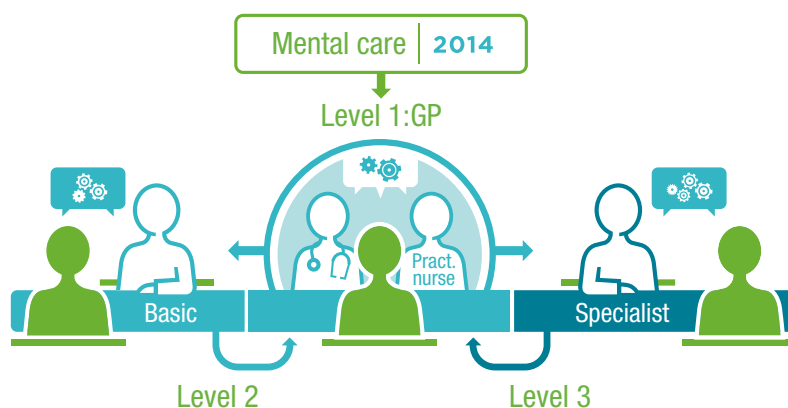 Mental care | 2014
Level 1:GP
Pract.
nurse
Basic
Specialist
Level 2
Level 3